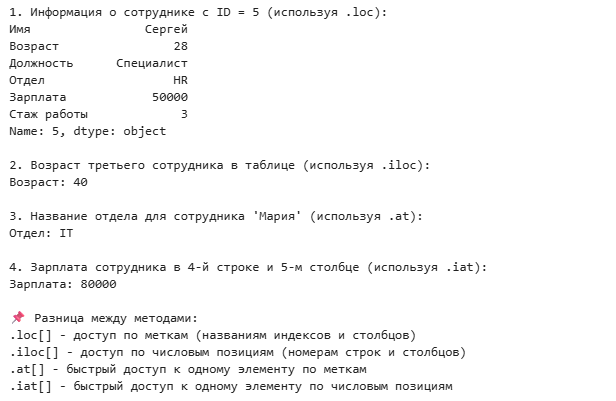 1. Информация о сотруднике с ID = 5 (используя .loc):
Имя Сергей
Возраст 28
Должность Специалист
Отдел HR
Зарплата 50000
Стаж работы 3
Name: 5, dtype: object
2. Возраст третьего сотрудника в таблице (используя .iloc):
Возраст: 40
3. Название отдела для сотрудника 'Мария' (используя .at):
Отдел: IT
4. Зарплата сотрудника в 4-й строке и 5-м столбце (используя .iat):
Зарплата: 80000
📌 Разница между методами:
.loc[] - доступ по меткам (названиям индексов и столбцов)
.iloc[] - доступ по числовым позициям (номерам строк и столбцов)
.at[] - быстрый доступ к одному элементу по меткам
.iat[] - быстрый доступ к одному элементу по числовым позициям